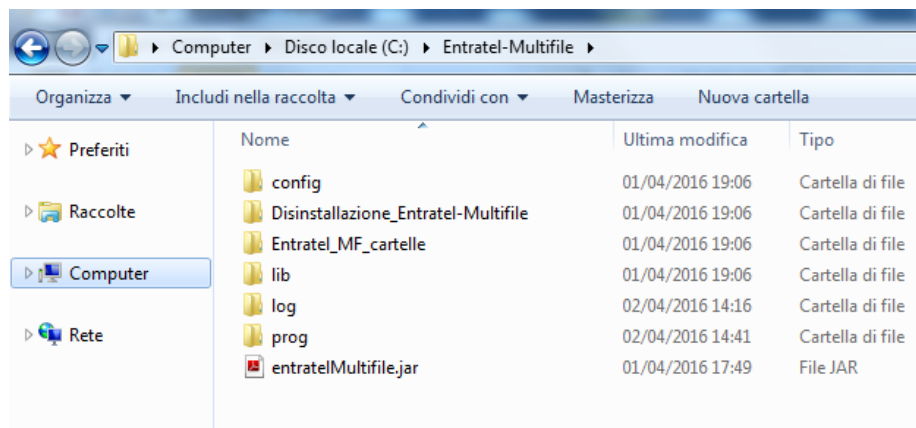 Computer Disco locale (C:) Entratel-Multifile
Organizza Includi nella raccolta Condividi con Masterizza Nuova cartella
Preferiti
Raccolte
Computer
Rete
Nome Ultima modifica Tipo
config 01/04/2016 19:06 Cartella di file
Disinstallazione_Entratel-Multifile 01/04/2016 19:06 Cartella di file
Entratel_MF_cartelle 01/04/2016 19:06 Cartella di file
lib 01/04/2016 19:06 Cartella di file
log 02/04/2016 14:16 Cartella di file
prog 02/04/2016 14:41 Cartella di file
entratelMultifile.jar 01/04/2016 17:49 File JAR